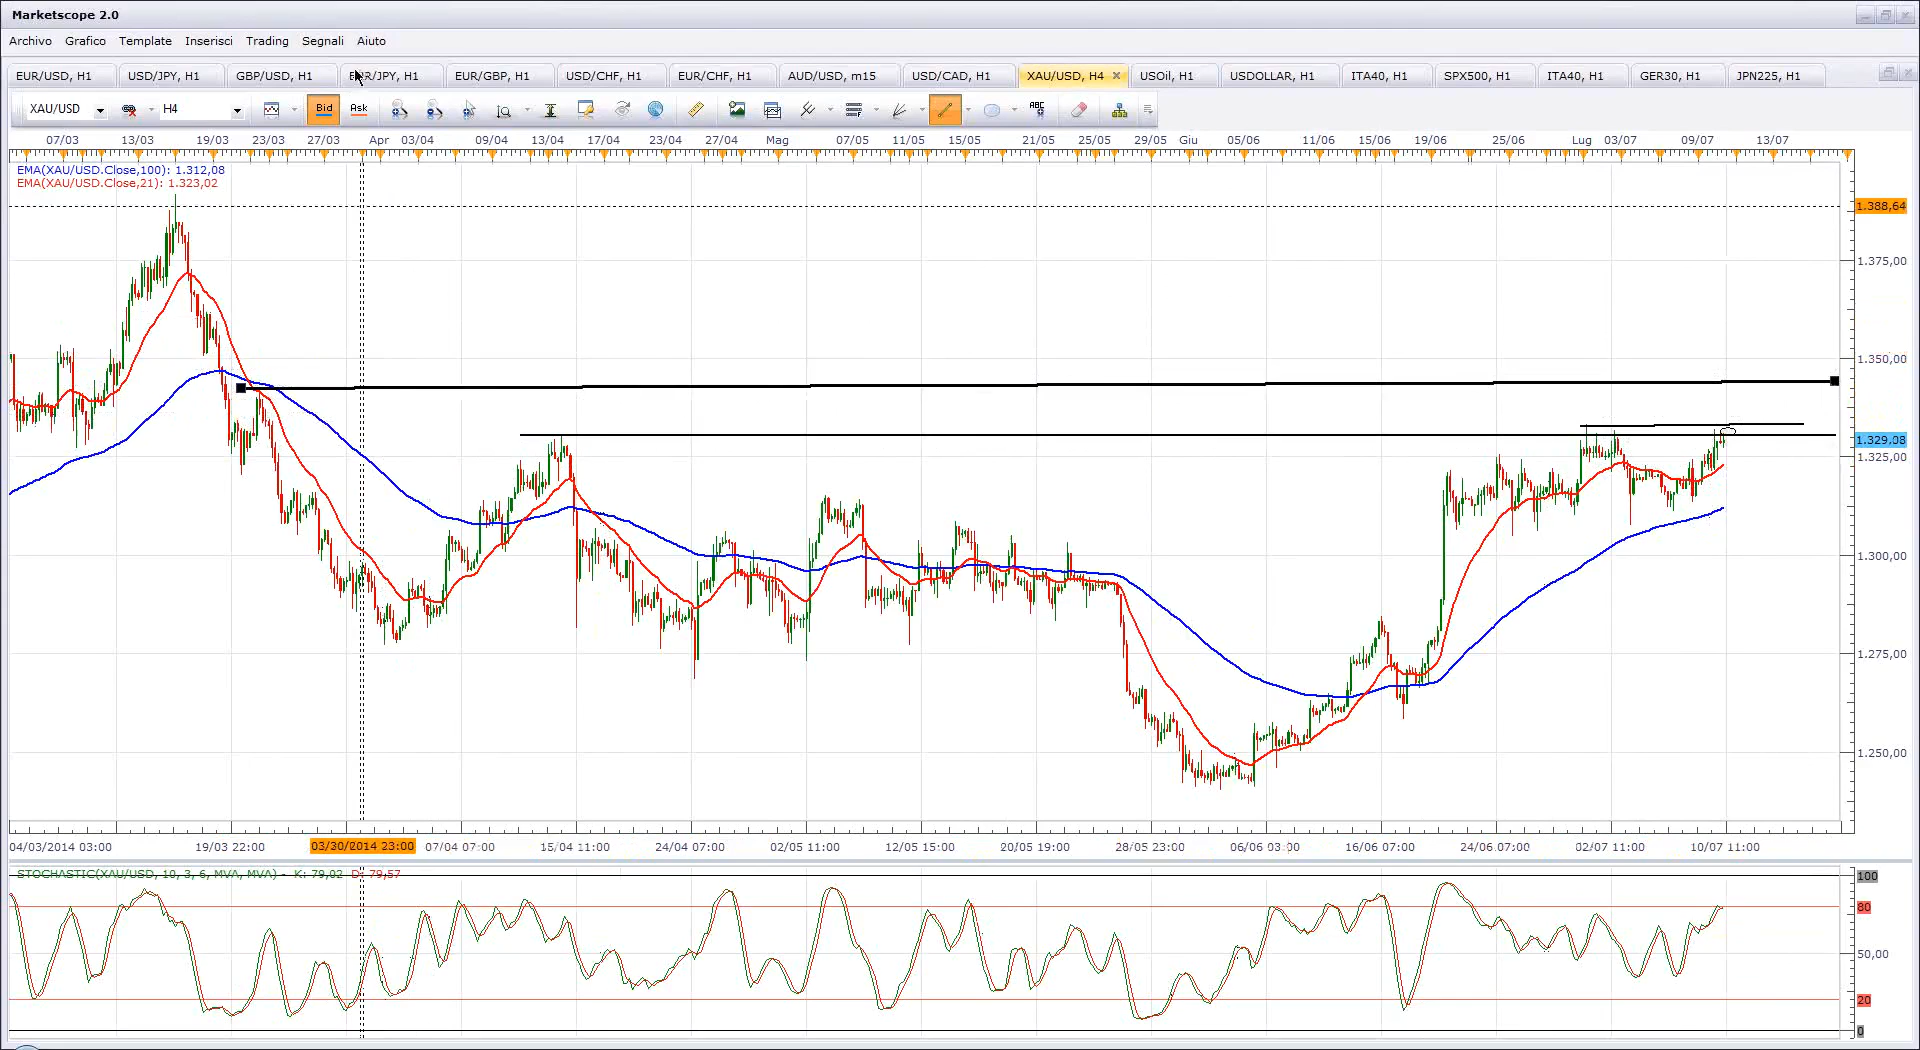 Marketscope 2.0
Archivo Grafico Template Inserisci Trading Segnali Aiuto
EUR/USD, H1 USD/JPY, H1 GBP/USD, H1 EUR/JPY, H1 EUR/GBP, H1 USD/CHF, H1 EUR/CHF, H1 AUD/USD, m15 USD/CAD, H1 XAU/USD, H4 USOil, H1 USDOLLAR, H1 ITA40, H1 SPX500, H1 ITA40, H1 GER30, H1 JPN225, H1
XAU/USD H4 Bid Ask ABC
07/03 13/03 19/03 23/03 27/03 Apr 03/04 09/04 13/04 17/04 23/04 27/04 Mag 07/05 11/05 15/05 21/05 25/05 29/05 Giu 05/06 11/06 15/06 19/06 25/06 Lug 03/07 09/07 13/07
EMA(XAU/USD.Close,100): 1.312,08
EMA(XAU/USD.Close,21): 1.323,02
1.388,64
1.375,00
1.350,00
1.329,08
1.325,00
1.300,00
1.275,00
1.250,00
04/03/2014 03:00 19/03 22:00 03/30/2014 23:00 07/04 07:00 15/04 11:00 24/04 07:00 02/05 11:00 12/05 15:00 20/05 19:00 28/05 23:00 06/06 03:00 16/06 07:00 24/06 07:00 02/07 11:00 10/07 11:00
STOCHASTIC(XAU/USD, 10, 3, 6, MVA, MVA) - K: 79,02 D: 79,57
100
80
50,00
20
0